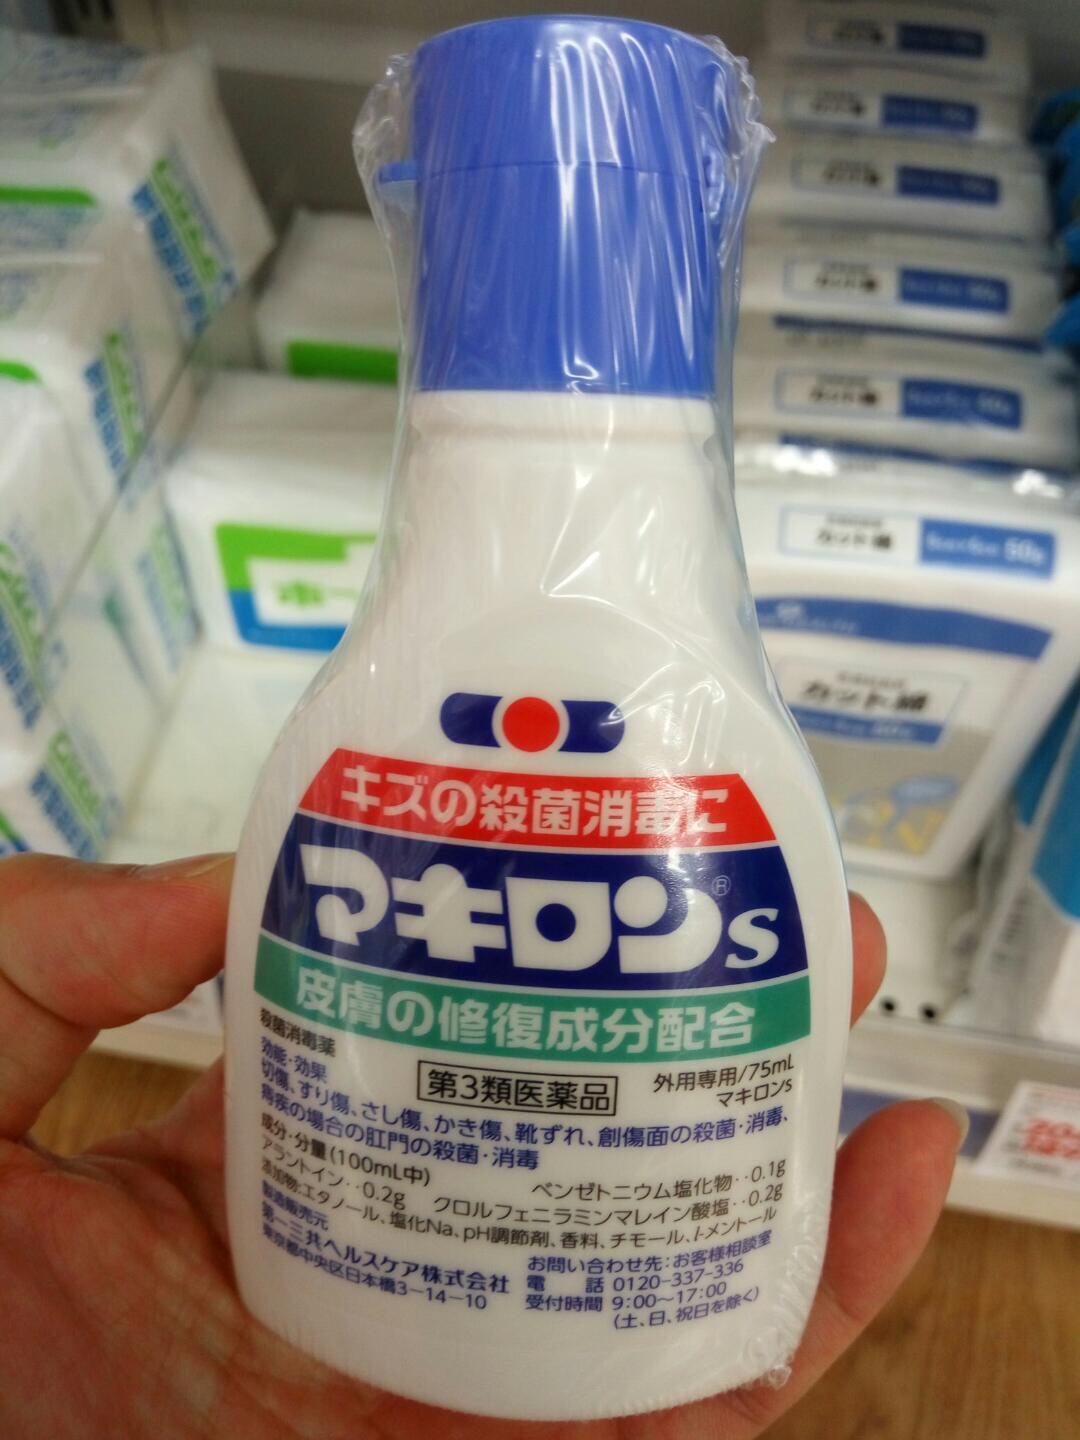 キズの殺菌消毒に
マキロン®s
皮膚の修復成分配合
殺菌消毒薬
第3類医薬品
外用専用/75mL
マキロンs
効能・効果
切傷、すり傷、さし傷、かき傷、靴ずれ、創傷面の殺菌・消毒、
痔疾の場合の肛門の殺菌・消毒
成分・分量(100mL中)
ベンゼトニウム塩化物‥0.1g
アラントイン‥0.2g クロルフェニラミンマレイン酸塩‥0.2g
添加物:エタノール、塩化Na、pH調節剤、香料、チモール、l-メントール
製造販売元
第一三共ヘルスケア株式会社
東京都中央区日本橋3-14-10
お問い合わせ先:お客様相談室
電 話 0120-337-336
受付時間 9:00~17:00
(土、日、祝日を除く)
カット綿
60g
カット綿